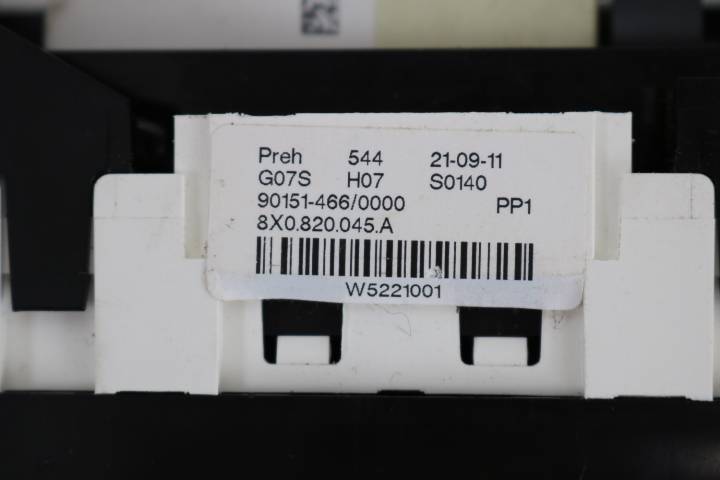 Preh 544 21-09-11
G07S H07 S0140
90151-466/0000 PP1
8X0.820.045.A
W5221001